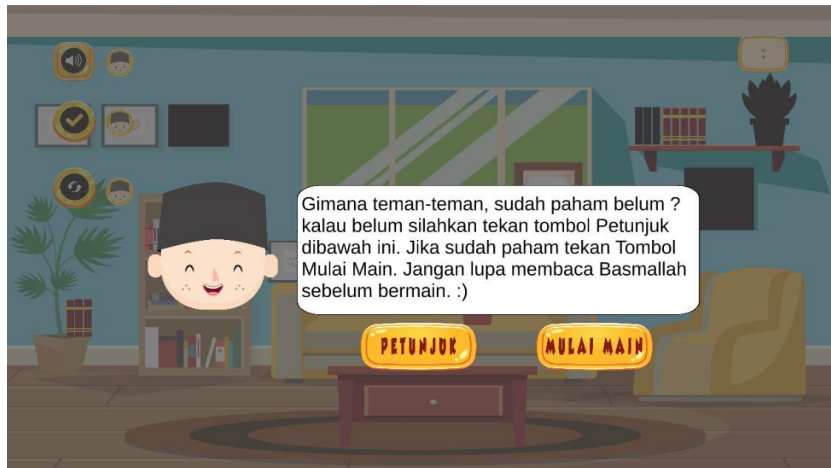 :
Gimana teman-teman, sudah paham belum ?
kalau belum silahkan tekan tombol Petunjuk
dibawah ini. Jika sudah paham tekan Tombol
Mulai Main. Jangan lupa membaca Basmallah
sebelum bermain. :)
PETUNJUK
MULAI MAIN